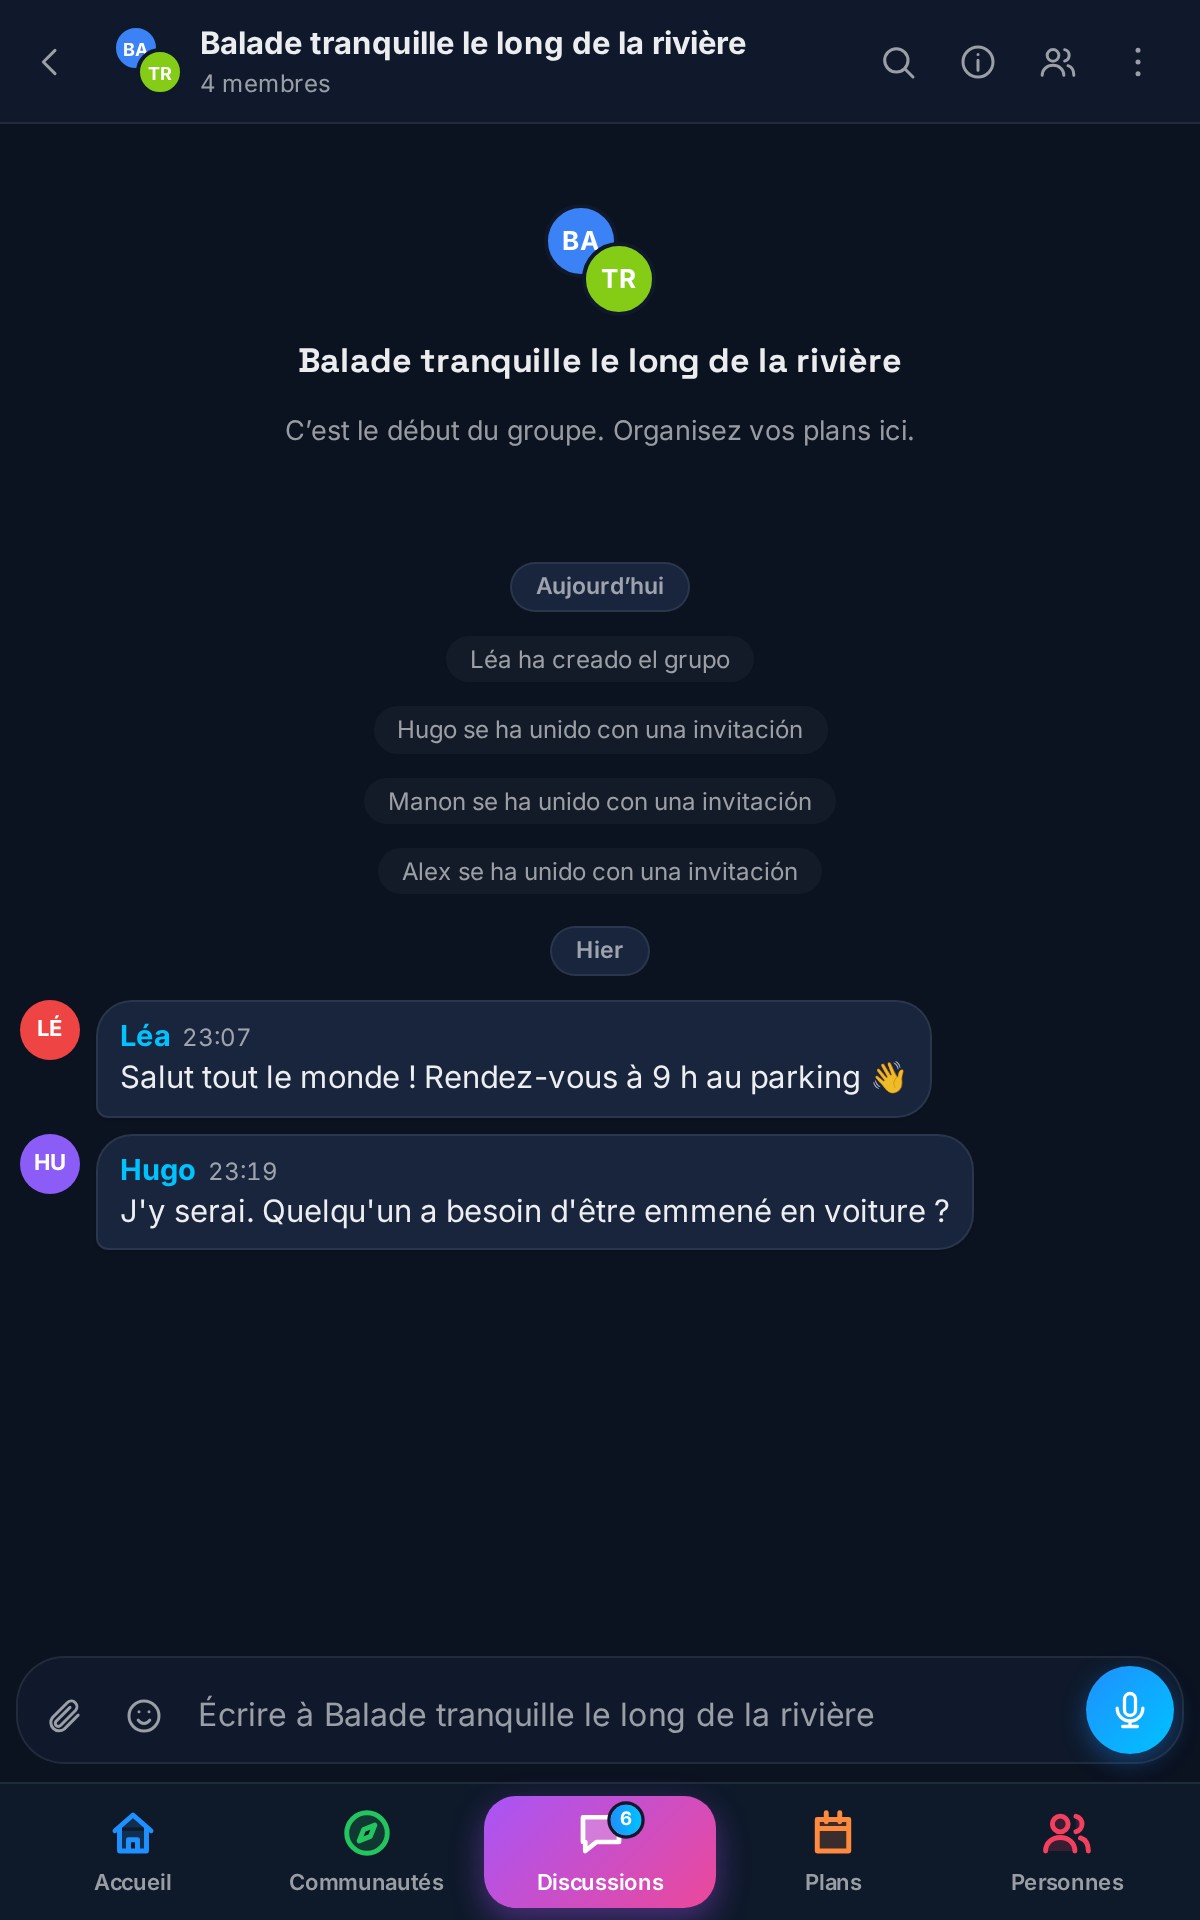 BA
TR
Balade tranquille le long de la rivière
4 membres
BA
TR
Balade tranquille le long de la rivière
C’est le début du groupe. Organisez vos plans ici.
Aujourd’hui
Léa ha creado el grupo
Hugo se ha unido con una invitación
Manon se ha unido con una invitación
Alex se ha unido con una invitación
Hier
LÉ
Léa 23:07
Salut tout le monde ! Rendez-vous à 9 h au parking 👋
HU
Hugo 23:19
J'y serai. Quelqu'un a besoin d'être emmené en voiture ?
Écrire à Balade tranquille le long de la rivière
6
Accueil
Communautés
Discussions
Plans
Personnes